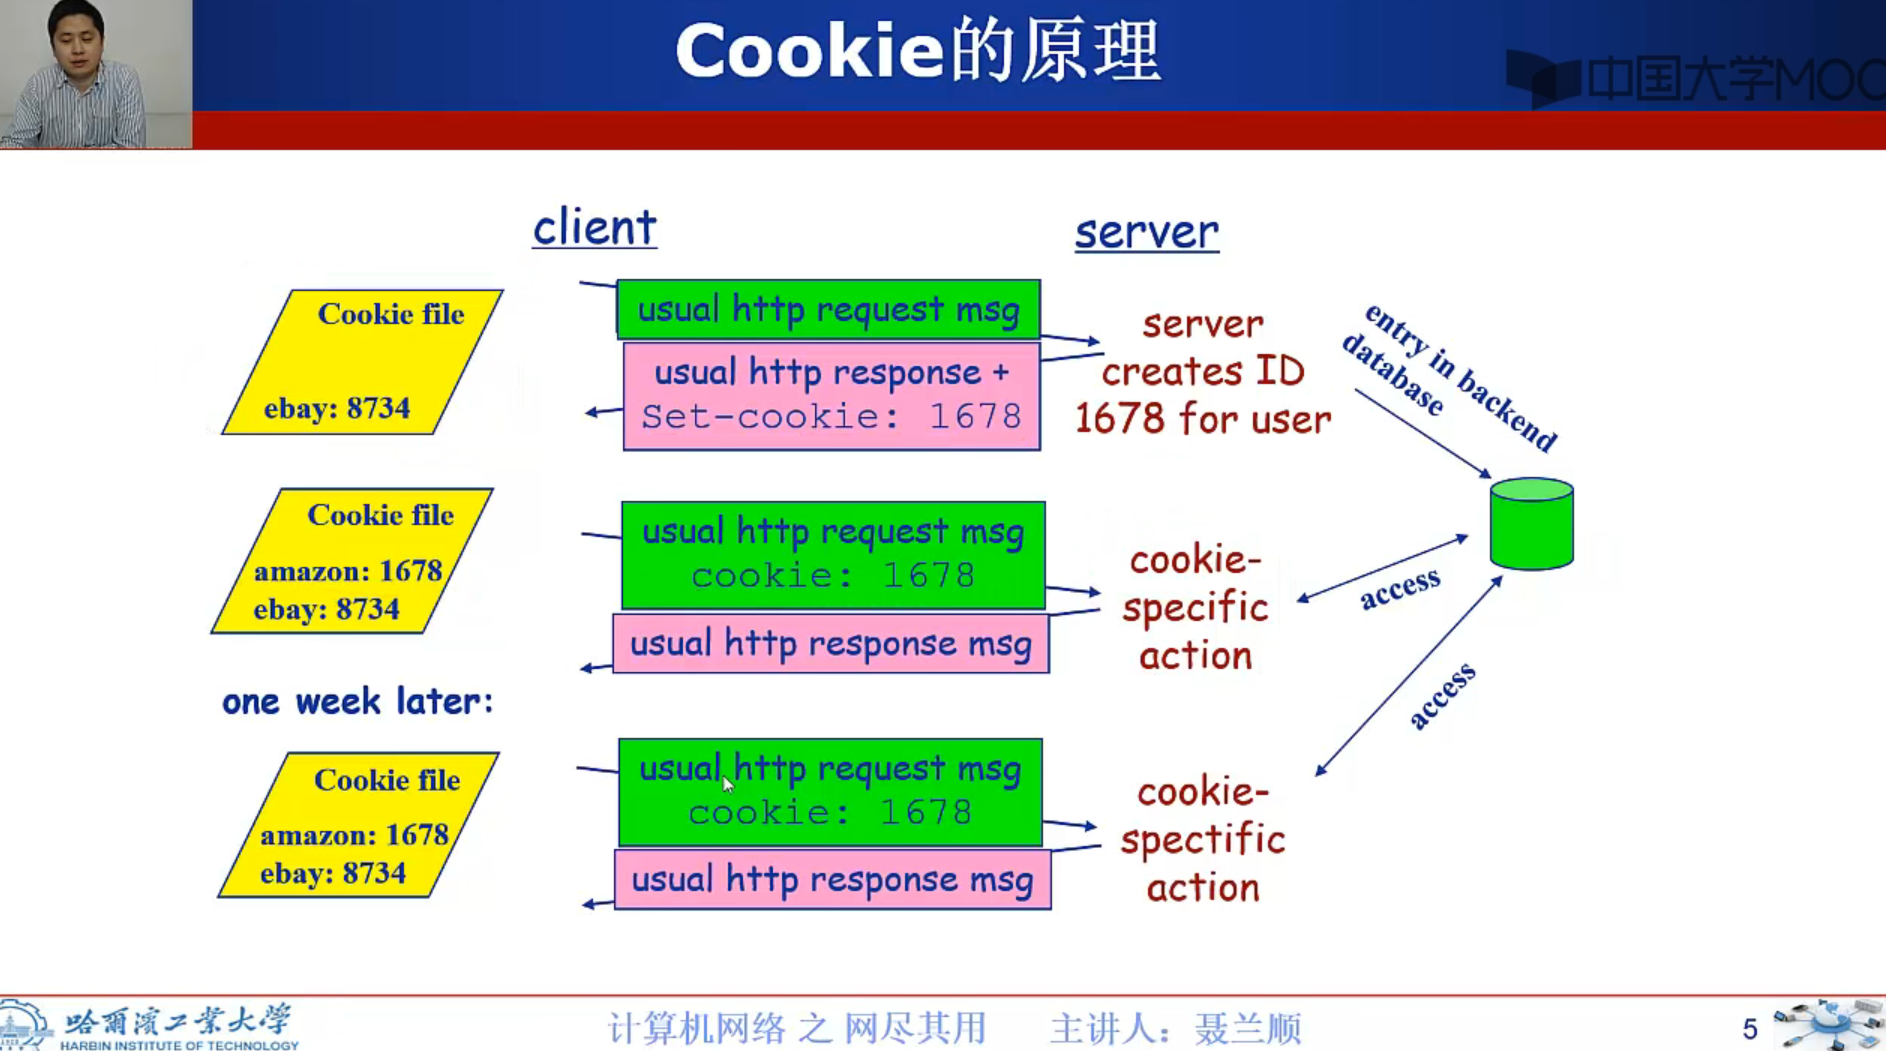 Cookie的原理
中国大学MOO
client
server
Cookie file
ebay: 8734
usual http request msg
usual http response +
Set-cookie: 1678
server
creates ID
1678 for user
entry in backend
database
Cookie file
amazon: 1678
ebay: 8734
usual http request msg
cookie: 1678
usual http response msg
cookie-
specific
action
access
access
one week later:
Cookie file
amazon: 1678
ebay: 8734
usual http request msg
cookie: 1678
usual http response msg
cookie-
spectific
action
哈爾濱工業大學
HARBIN INSTITUTE OF TECHNOLOGY
计算机网络 之 网尽其用
主讲人：聂兰顺
5